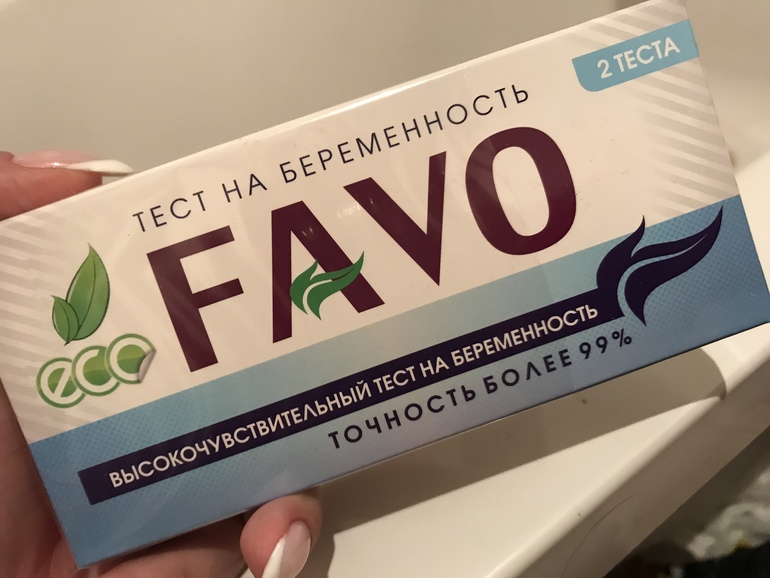 2 ТЕСТА
ТЕСТ НА БЕРЕМЕННОСТЬ
FAVO
eco
ВЫСОКОЧУВСТВИТЕЛЬНЫЙ ТЕСТ НА БЕРЕМЕННОСТЬ
ТОЧНОСТЬ БОЛЕЕ 99%